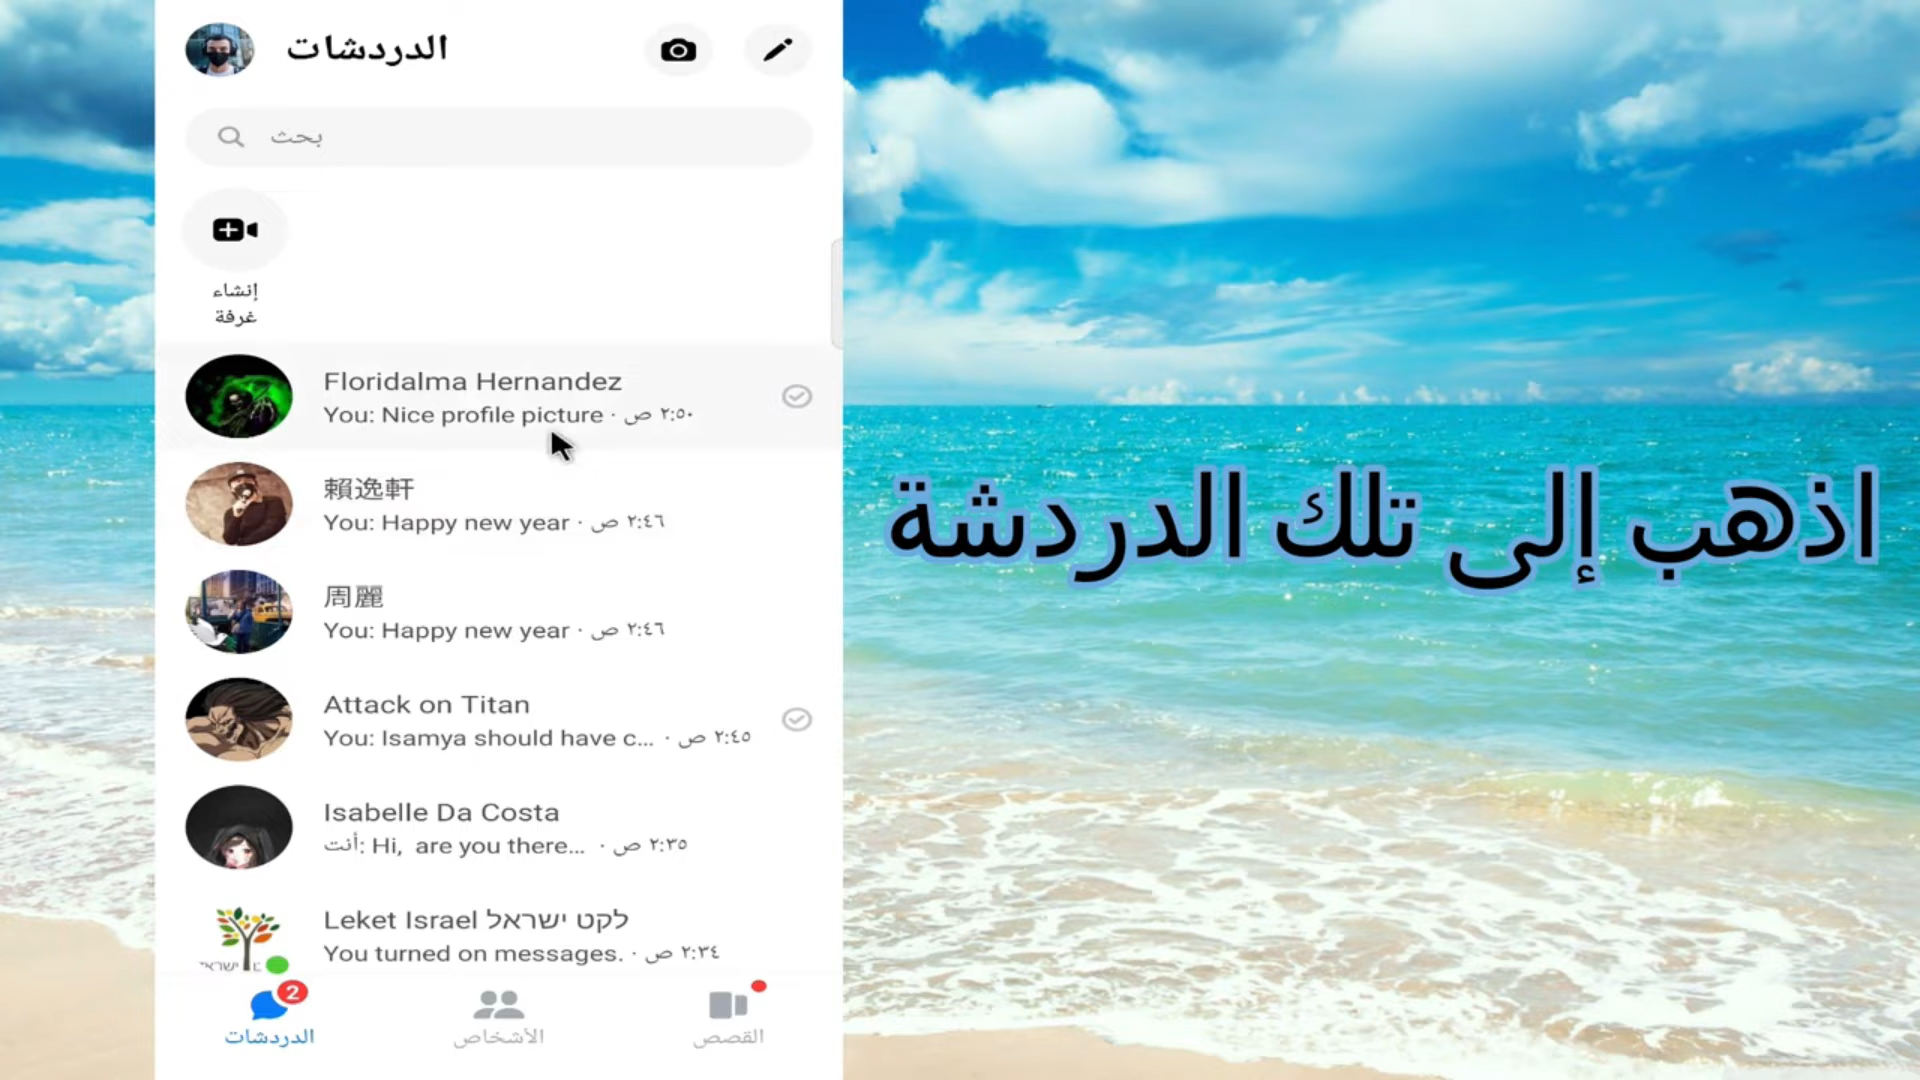 الدردشات
بحث
إنشاء
غرفة
Floridalma Hernandez
You: Nice profile picture · ٢:٥٠ ص
賴逸軒
You: Happy new year · ٢:٤٦ ص
周麗
You: Happy new year · ٢:٤٦ ص
Attack on Titan
You: Isamya should have c... · ٢:٤٥ ص
Isabelle Da Costa
أنت: Hi, are you there... · ٢:٣٥ ص
Leket Israel לקט ישראל
You turned on messages. · ٢:٣٤ ص
2
الدردشات
الأشخاص
القصص
اذهب إلى تلك الدردشة